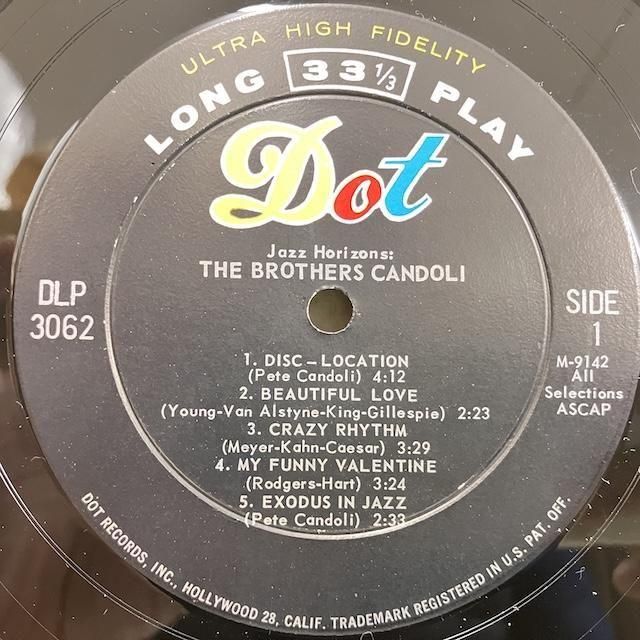 ULTRA HIGH FIDELITY
LONG 33 1/3 PLAY
Dot
Jazz Horizons:
THE BROTHERS CANDOLI
DLP
3062
SIDE
1
M-9142
All
Selections
ASCAP
1. DISC–LOCATION
(Pete Candoli) 4:12
2. BEAUTIFUL LOVE
(Young-Van Alstyne-King-Gillespie) 2:23
3. CRAZY RHYTHM
(Meyer-Kahn-Caesar) 3:29
4. MY FUNNY VALENTINE
(Rodgers-Hart) 3:24
5. EXODUS IN JAZZ
(Pete Candoli) 2:33
DOT RECORDS, INC., HOLLYWOOD 28, CALIF. TRADEMARK REGISTERED IN U.S. PAT. OFF.